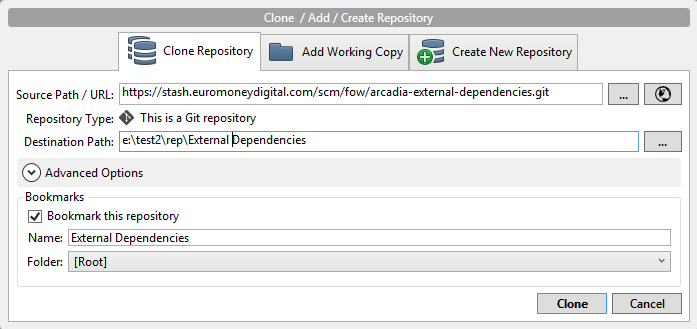 Clone / Add / Create Repository
Clone Repository
Add Working Copy
Create New Repository
Source Path / URL: https://stash.euromoneydigital.com/scm/fow/arcadia-external-dependencies.git ...
Repository Type: This is a Git repository
Destination Path: e:\test2\rep\External Dependencies ...
Advanced Options
Bookmarks
Bookmark this repository
Name: External Dependencies
Folder: [Root]
Clone Cancel